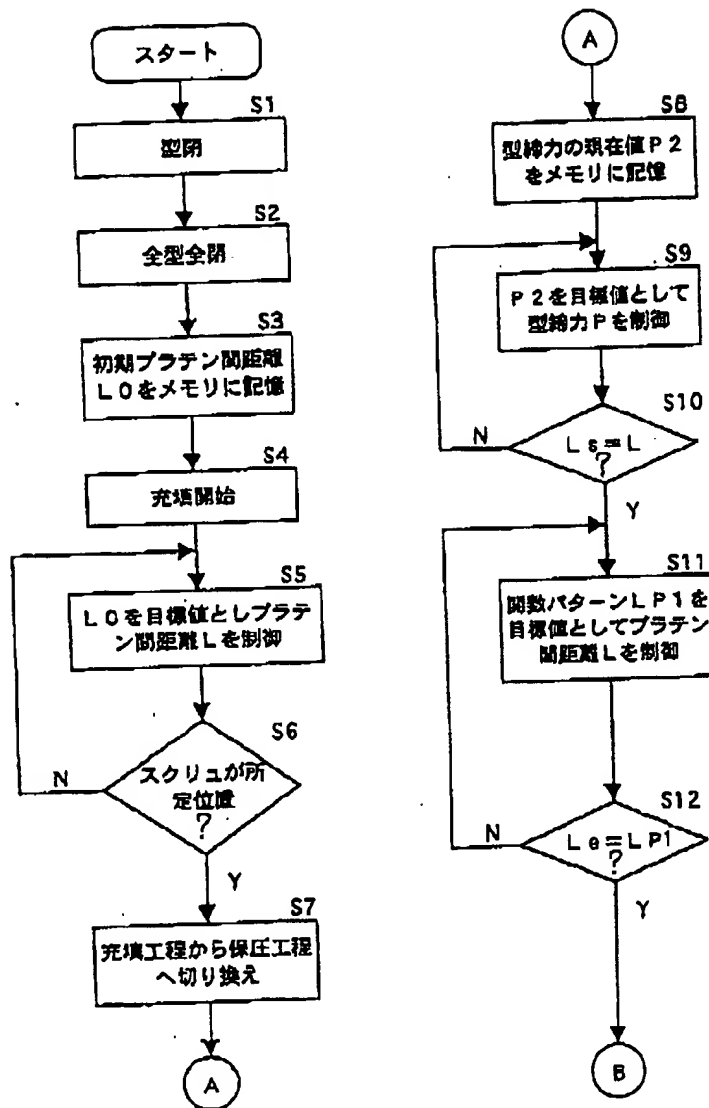 スタート
S1
型閉
S2
全型全閉
S3
初期プラテン間距離
L0をメモリに記憶
S4
充填開始
S5
L0を目標値としプラテ
ン間距離Lを制御
S6
スクリュが所
定位置
?
N
Y
S7
充填工程から保圧工程
へ切り換え
A
A
S8
型締力の現在値P2
をメモリに記憶
S9
P2を目標値として
型締力Pを制御
S10
Ls=L
?
N
Y
S11
関数パターンLP1を
目標値としてプラテン
間距離Lを制御
S12
Le=LP1
?
N
Y
B